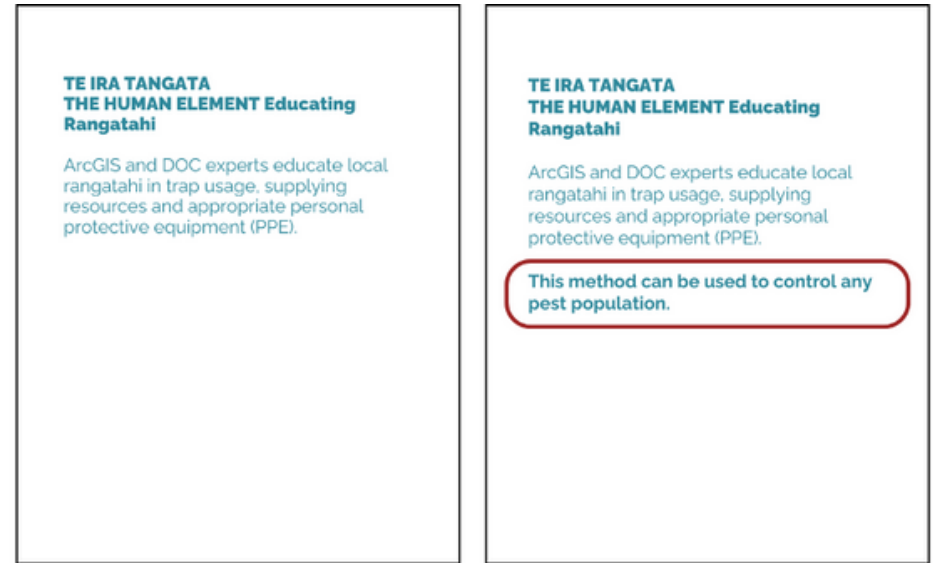 TE IRA TANGATA
THE HUMAN ELEMENT Educating
Rangatahi
ArcGIS and DOC experts educate local
rangatahi in trap usage, supplying
resources and appropriate personal
protective equipment (PPE).
TE IRA TANGATA
THE HUMAN ELEMENT Educating
Rangatahi
ArcGIS and DOC experts educate local
rangatahi in trap usage, supplying
resources and appropriate personal
protective equipment (PPE).
This method can be used to control any
pest population.